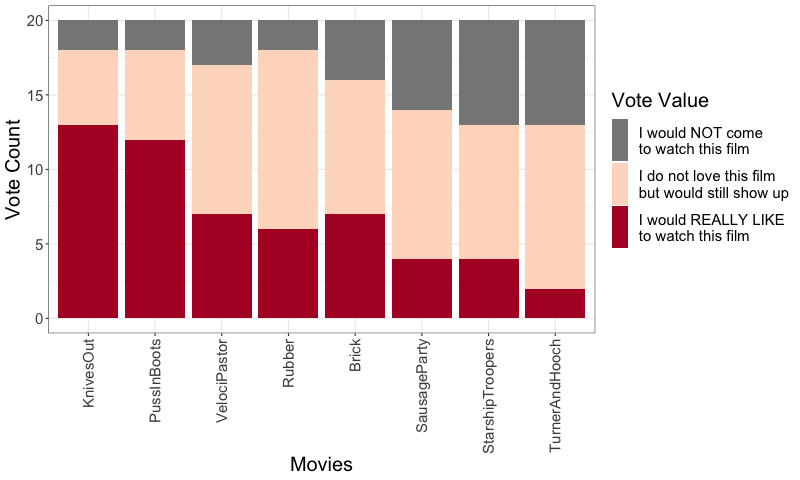 Vote Count
20
15
10
5
0
KnivesOut
PussInBoots
VelociPastor
Rubber
Brick
SausageParty
StarshipTroopers
TurnerAndHooch
Movies
Vote Value
I would NOT come
to watch this film
I do not love this film
but would still show up
I would REALLY LIKE
to watch this film